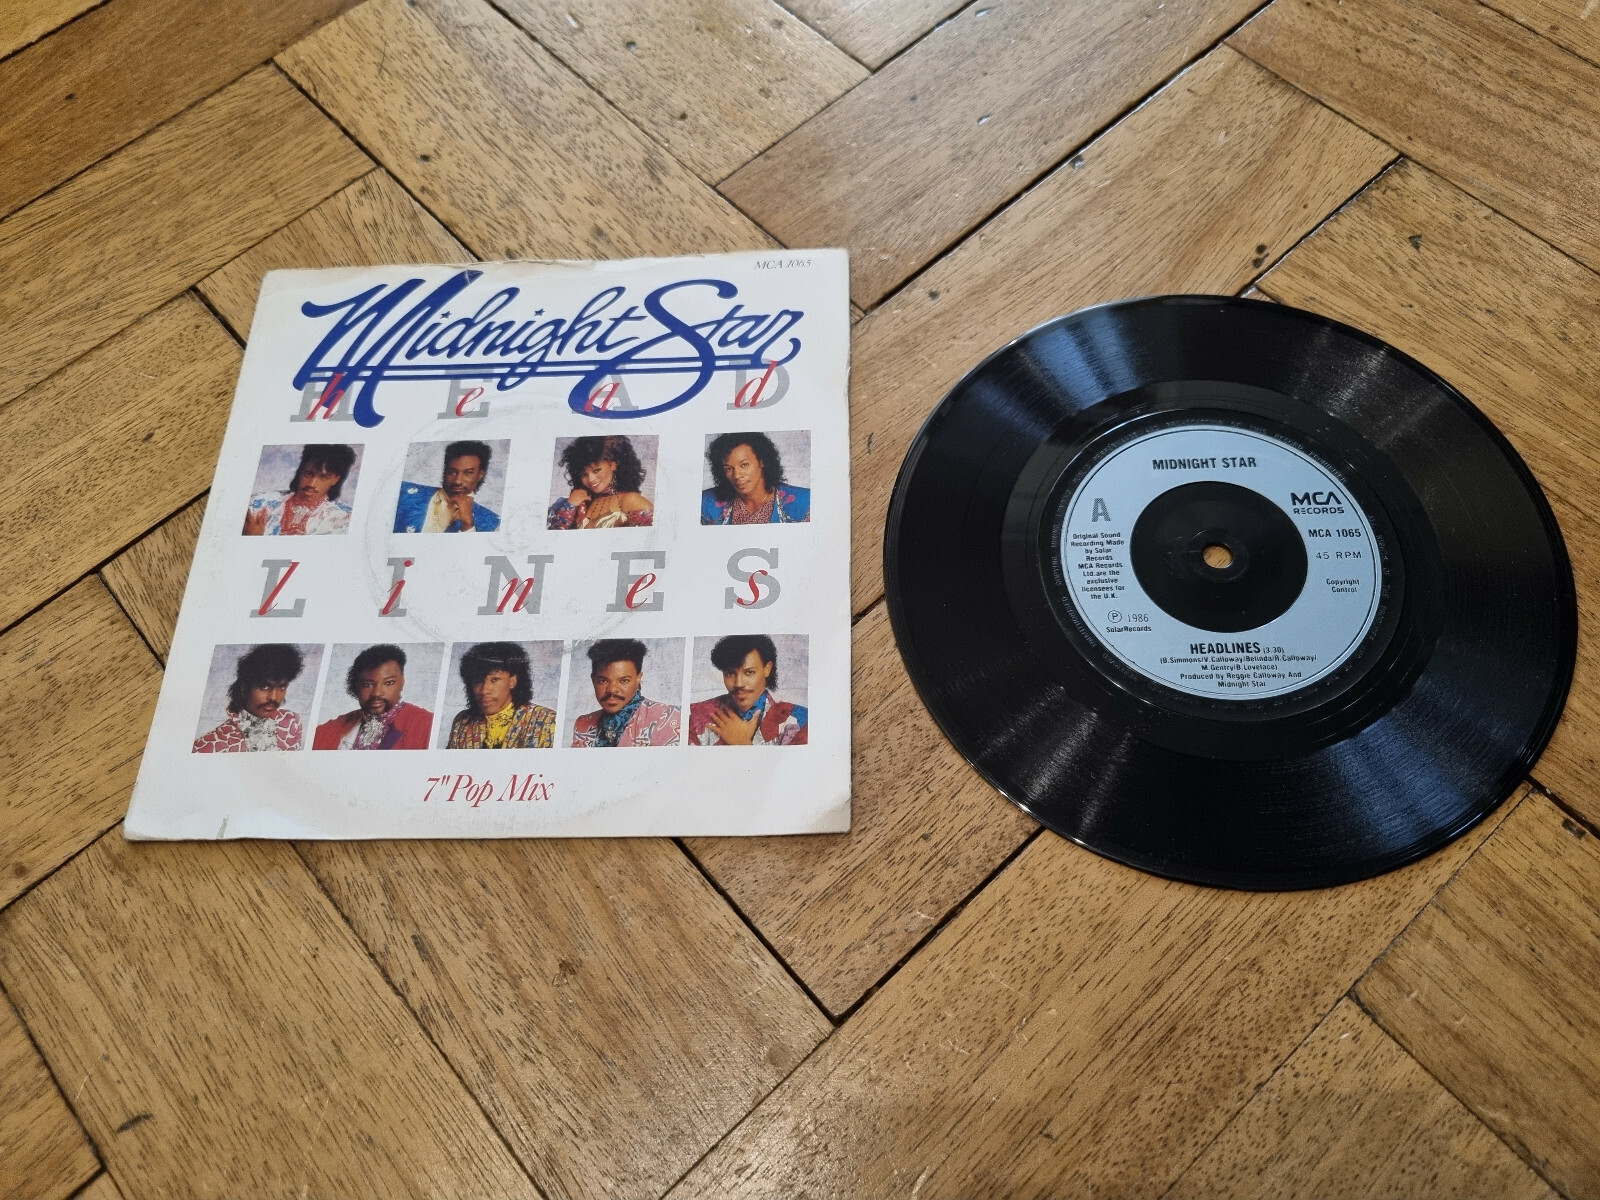 MCA 1065
Midnight Star
HEAD
head
LINES
lines
7" Pop Mix
MIDNIGHT STAR
A
MCA
RECORDS
MCA 1065
45 RPM
Original Sound
Recording Made
by Solar
Records
MCA Records
Ltd.are the
exclusive
licensees for
the U.K.
Copyright
Control
Ⓟ 1986
SolarRecords
HEADLINES (3.30)
(B.Simmons/V.Calloway/Belinda/R.Calloway/
M.Gentry/B.Lovelace)
Produced by Reggie Calloway And
Midnight Star